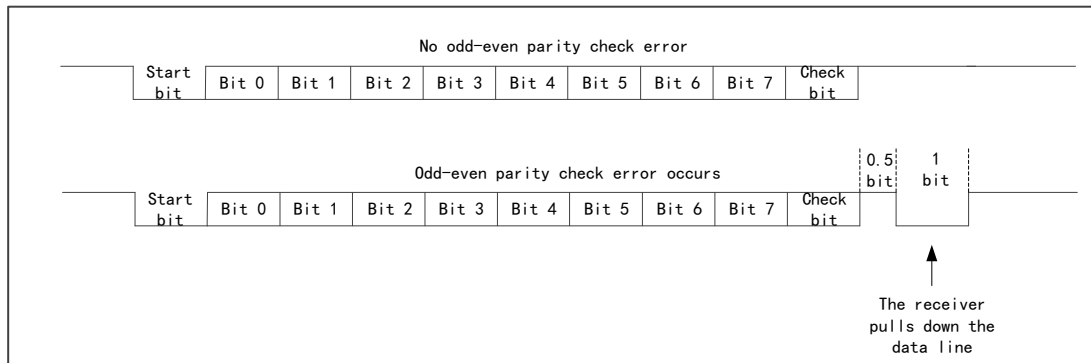 No odd-even parity check error
Start bit Bit 0 Bit 1 Bit 2 Bit 3 Bit 4 Bit 5 Bit 6 Bit 7 Check bit
0.5 bit 1 bit
Odd-even parity check error occurs
Start bit Bit 0 Bit 1 Bit 2 Bit 3 Bit 4 Bit 5 Bit 6 Bit 7 Check bit
The receiver
pulls down the
data line